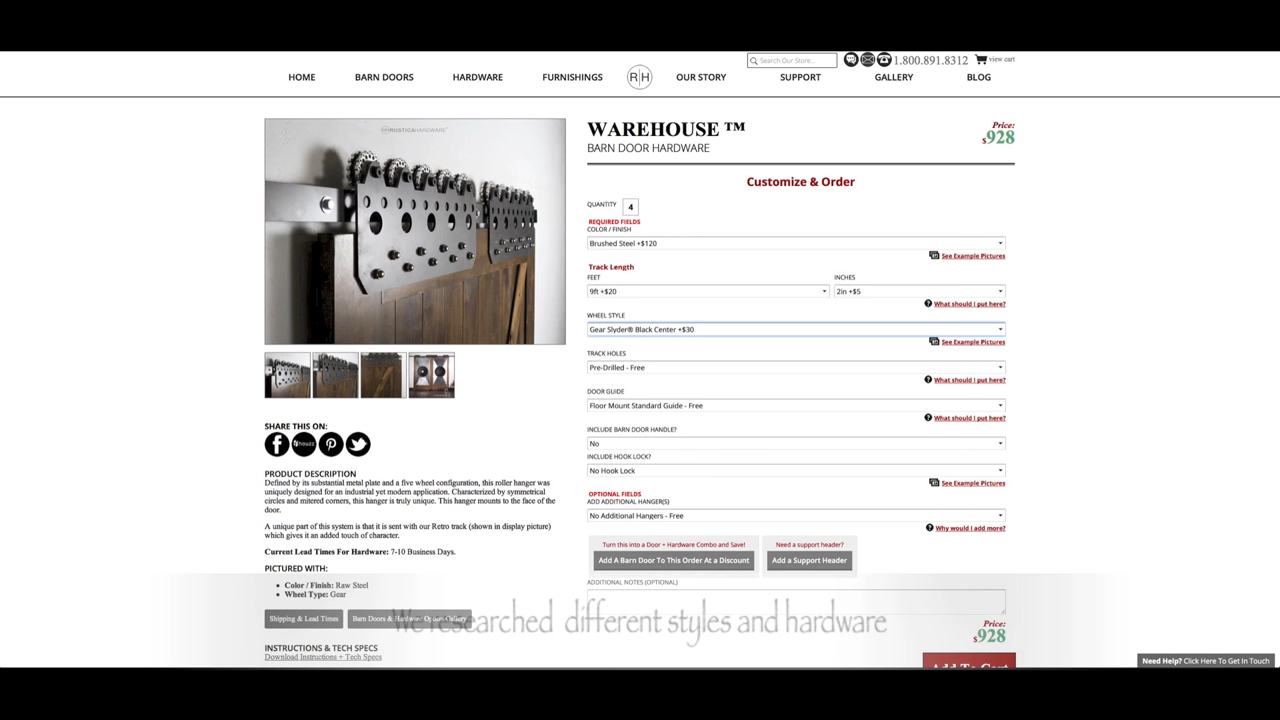 Search Our Store...
1.800.891.8312
view cart
HOME
BARN DOORS
HARDWARE
FURNISHINGS
R|H
OUR STORY
SUPPORT
GALLERY
BLOG
RUSTICAHARDWARE
WAREHOUSE ™
BARN DOOR HARDWARE
Price:
$928
Customize & Order
QUANTITY 4
REQUIRED FIELDS
COLOR / FINISH
Brushed Steel +$120
See Example Pictures
Track Length
FEET
INCHES
9ft +$20
2in +$5
What should I put here?
WHEEL STYLE
Gear Slyder® Black Center +$30
See Example Pictures
TRACK HOLES
Pre-Drilled - Free
What should I put here?
DOOR GUIDE
Floor Mount Standard Guide - Free
What should I put here?
INCLUDE BARN DOOR HANDLE?
No
INCLUDE HOOK LOCK?
No Hook Lock
See Example Pictures
OPTIONAL FIELDS
ADD ADDITIONAL HANGER(S)
No Additional Hangers - Free
Why would I add more?
Turn this into a Door + Hardware Combo and Save!
Add A Barn Door To This Order At a Discount
Need a support header?
Add a Support Header
ADDITIONAL NOTES (OPTIONAL)
Price:
$928
Add To Cart
SHARE THIS ON:
houzz
PRODUCT DESCRIPTION
Defined by its substantial metal plate and a five wheel configuration, this roller hanger was
uniquely designed for an industrial yet modern application. Characterized by symmetrical
circles and mitered corners, this hanger is truly unique. This hanger mounts to the face of the
door.
A unique part of this system is that it is sent with our Retro track (shown in display picture)
which gives it an added touch of character.
Current Lead Times For Hardware: 7-10 Business Days.
PICTURED WITH:
Color / Finish: Raw Steel
Wheel Type: Gear
Shipping & Lead Times
Barn Doors & Hardware Option Gallery
We researched different styles and hardware
INSTRUCTIONS & TECH SPECS
Download Instructions + Tech Specs
Need Help? Click Here To Get In Touch